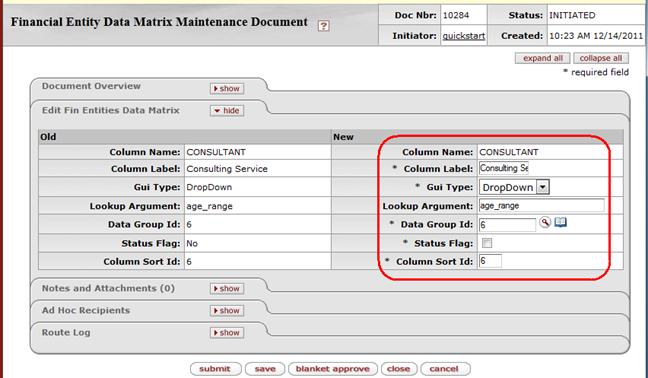 Financial Entity Data Matrix Maintenance Document ?
Doc Nbr: 10284 Status: INITIATED
Initiator: quickstart Created: 10:23 AM 12/14/2011
expand all collapse all
* required field
Document Overview show
Edit Fin Entities Data Matrix hide
Old New
Column Name: CONSULTANT Column Name: CONSULTANT
Column Label: Consulting Service * Column Label: Consulting Se
Gui Type: DropDown * Gui Type: DropDown
Lookup Argument: age_range Lookup Argument: age_range
Data Group Id: 6 * Data Group Id: 6
Status Flag: No * Status Flag:
Column Sort Id: 6 * Column Sort Id: 6
Notes and Attachments (0) show
Ad Hoc Recipients show
Route Log show
submit save blanket approve close cancel